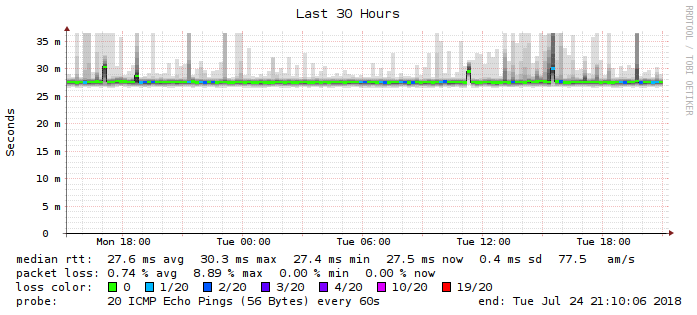 Last 30 Hours
RRDTOOL / TOBI OETIKER
Seconds
35 m
30 m
25 m
20 m
15 m
10 m
5 m
0
Mon 18:00 Tue 00:00 Tue 06:00 Tue 12:00 Tue 18:00
median rtt: 27.6 ms avg 30.3 ms max 27.4 ms min 27.5 ms now 0.4 ms sd 77.5 am/s
packet loss: 0.74 % avg 8.89 % max 0.00 % min 0.00 % now
loss color: 0 1/20 2/20 3/20 4/20 10/20 19/20
probe: 20 ICMP Echo Pings (56 Bytes) every 60s end: Tue Jul 24 21:10:06 2018